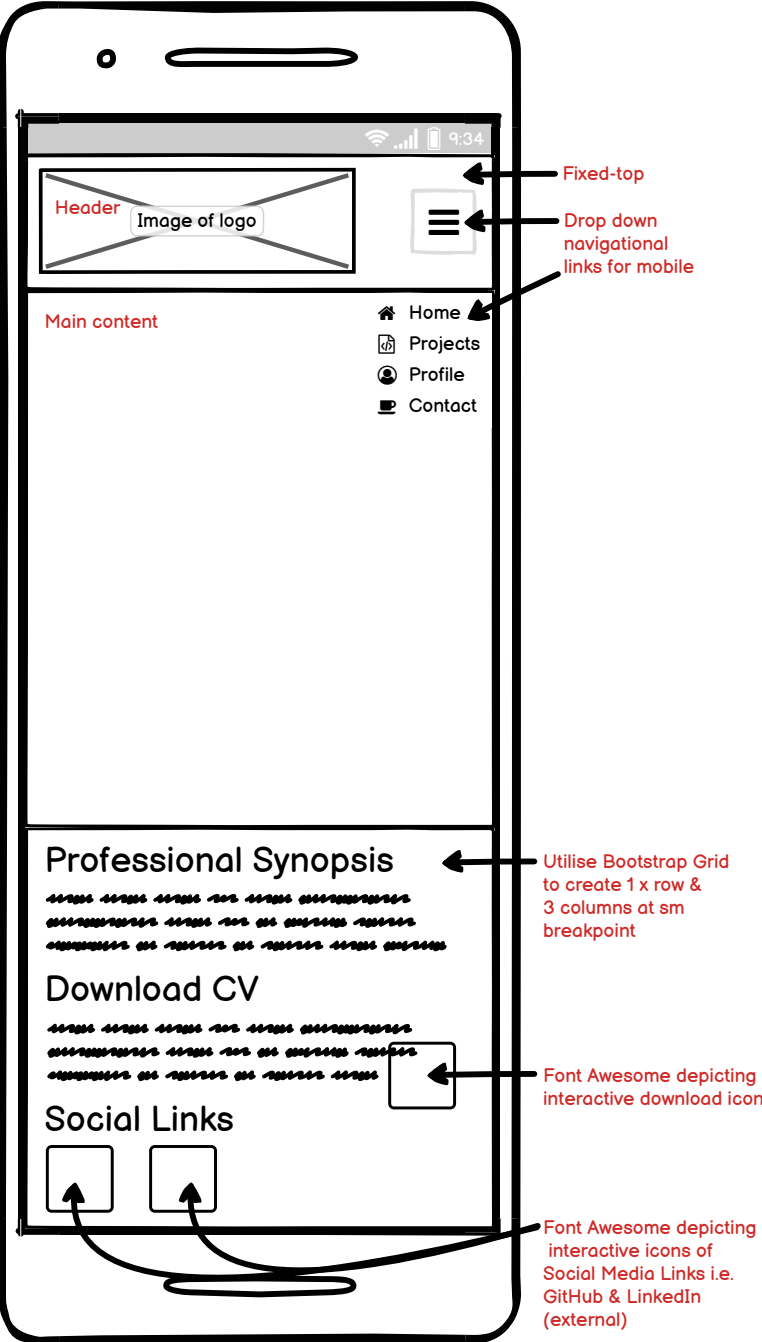 9:34
Fixed-top
Header
Image of logo
Drop down
navigational
links for mobile
Main content
Home
Projects
Profile
Contact
Professional Synopsis
Utilise Bootstrap Grid
to create 1 x row &
3 columns at sm
breakpoint
Download CV
Font Awesome depicting
interactive download icon
Social Links
Font Awesome depicting
interactive icons of
Social Media Links i.e.
GitHub & LinkedIn
(external)